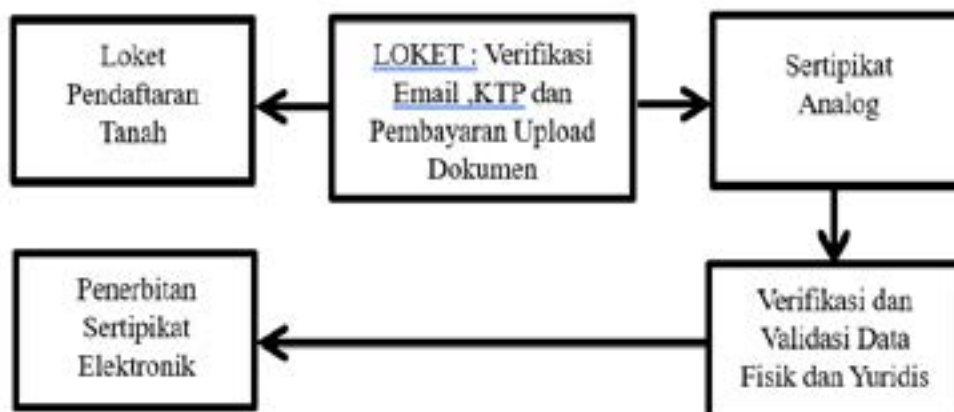 Loket
Pendaftaran
Tanah
LOKET : Verifikasi
Email ,KTP dan
Pembayaran Upload
Dokumen
Sertipikat
Analog
Penerbitan
Sertipikat
Elektronik
Verifikasi dan
Validasi Data
Fisik dan Yuridis